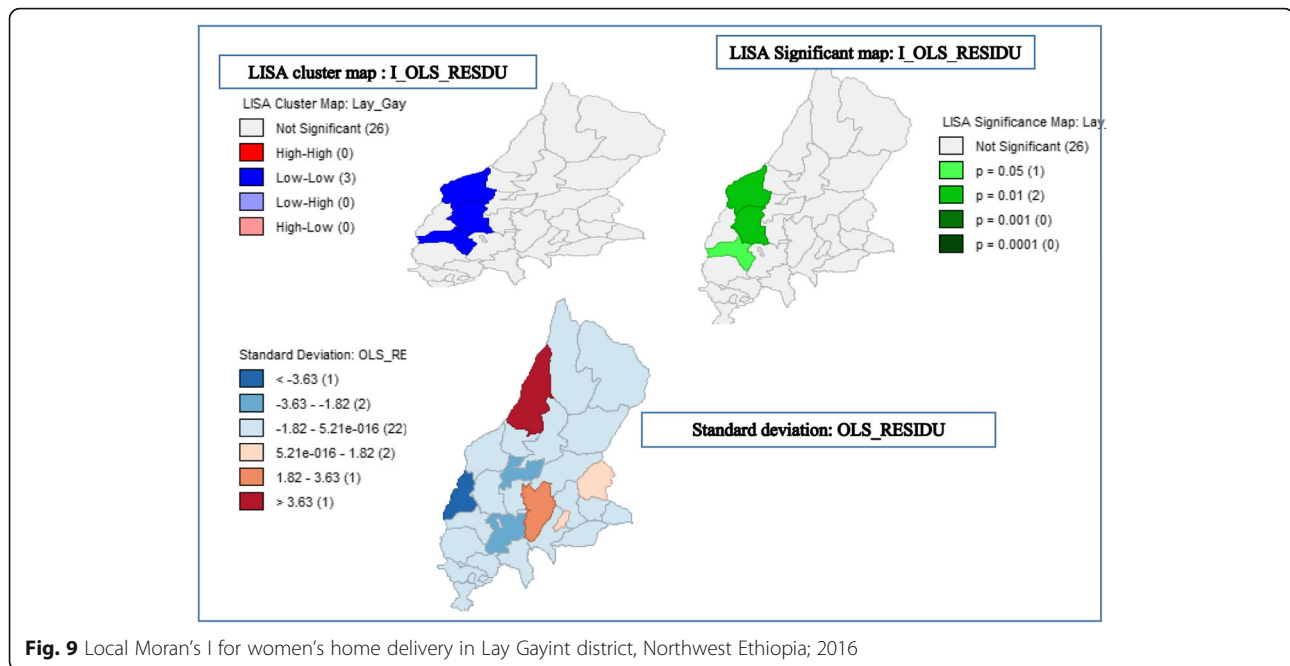 LISA cluster map : I_OLS_RESDU
LISA Cluster Map: Lay_Gay
Not Significant (26)
High-High (0)
Low-Low (3)
Low-High (0)
High-Low (0)
LISA Significant map: I_OLS_RESIDU
LISA Significance Map: Lay_
Not Significant (26)
p = 0.05 (1)
p = 0.01 (2)
p = 0.001 (0)
p = 0.0001 (0)
Standard Deviation: OLS_RE
< -3.63 (1)
-3.63 - -1.82 (2)
-1.82 - 5.21e-016 (22)
5.21e-016 - 1.82 (2)
1.82 - 3.63 (1)
> 3.63 (1)
Standard deviation: OLS_RESIDU
Fig. 9 Local Moran's I for women's home delivery in Lay Gayint district, Northwest Ethiopia; 2016